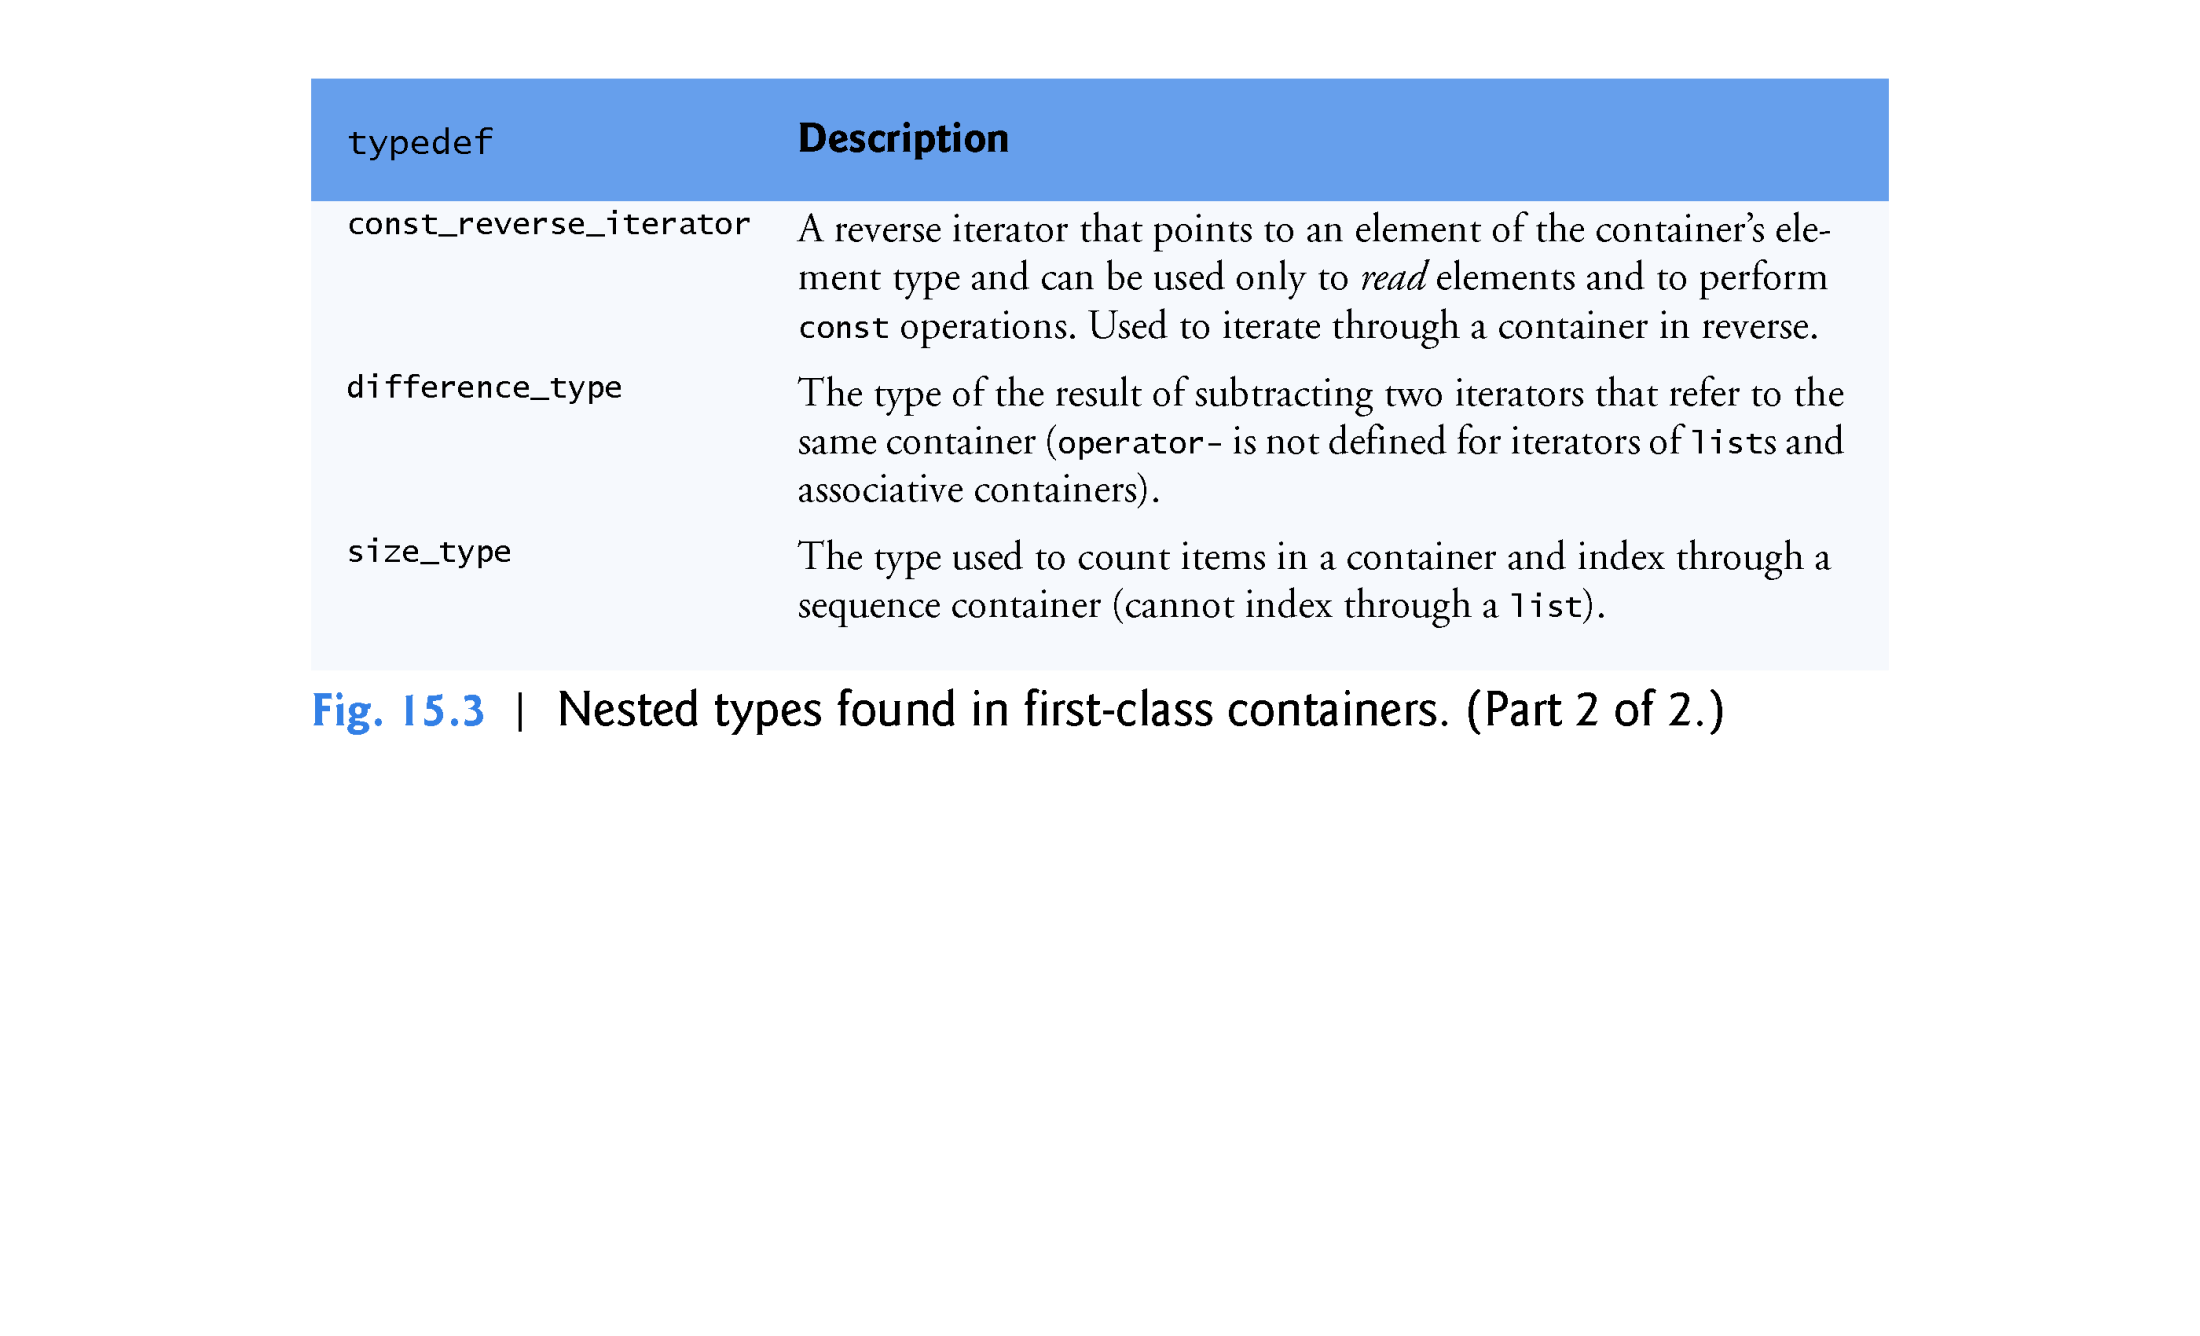 typedef Description
const_reverse_iterator A reverse iterator that points to an element of the container’s ele-
ment type and can be used only to read elements and to perform
const operations. Used to iterate through a container in reverse.
difference_type The type of the result of subtracting two iterators that refer to the
same container (operator- is not defined for iterators of lists and
associative containers).
size_type The type used to count items in a container and index through a
sequence container (cannot index through a list).
Fig. 15.3 | Nested types found in first-class containers. (Part 2 of 2.)